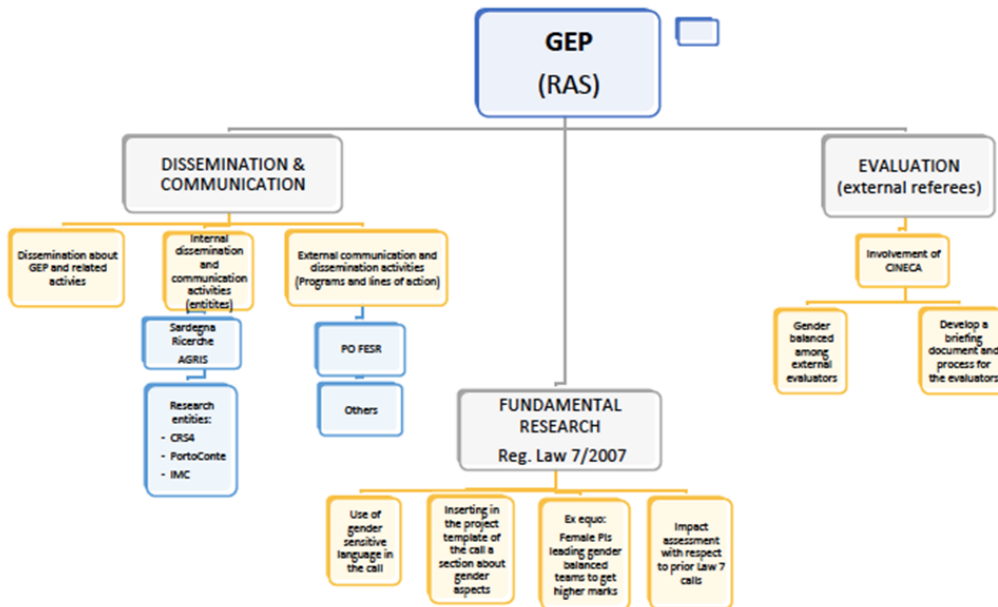 GEP
(RAS)
DISSEMINATION &
COMMUNICATION
EVALUATION
(external referees)
Dissemination about
GEP and related
activies
Internal
dissemination
and
communication
activities
(entitites)
External communication and
dissemination activities
(Programs and lines of action)
Involvement of
CINECA
Sardegna
Ricerche
AGRIS
PO FESR
Gender
balanced
among
external
evaluators
Develop a
briefing
document and
process for
the evaluators
Research
entities:
- CRS4
- PortoConte
- IMC
Others
FUNDAMENTAL
RESEARCH
Reg. Law 7/2007
Use of
gender
sensitive
language in
the call
Inserting in
the project
template of
the call a
section about
gender
aspects
Ex equo:
Female PIs
leading gender
balanced
teams to get
higher marks
Impact
assessment
with respect
to prior Law 7
calls